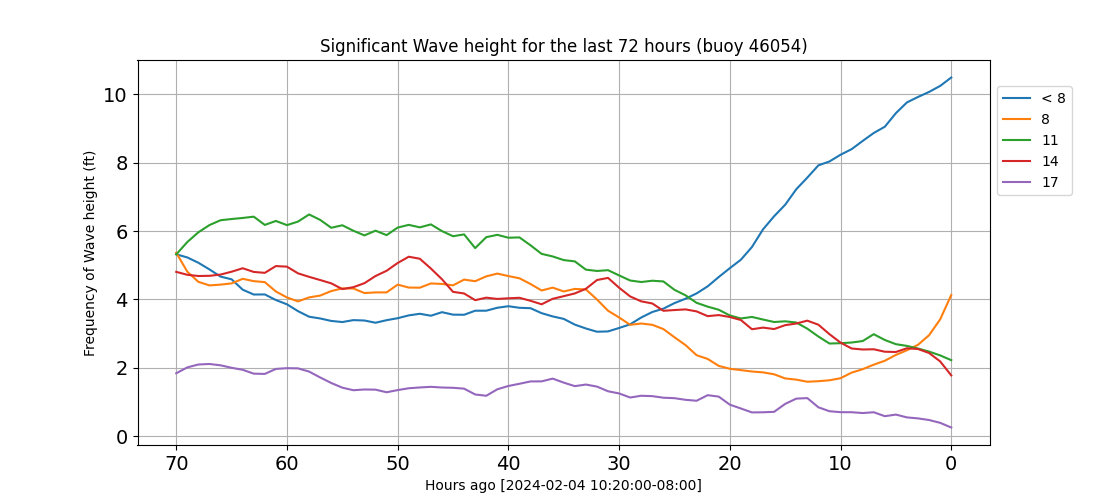 Significant Wave height for the last 72 hours (buoy 46054)
Frequency of Wave height (ft)
10
8
6
4
2
0
70 60 50 40 30 20 10 0
Hours ago [2024-02-04 10:20:00-08:00]
< 8
8
11
14
17